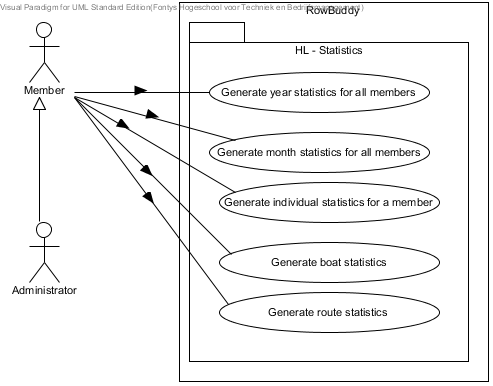 Visual Paradigm for UML Standard Edition(Fontys Hogeschool voor Techniek en Bedrijfsmanagement)
RowBuddy
HL - Statistics
Member
Generate year statistics for all members
Generate month statistics for all members
Generate individual statistics for a member
Generate boat statistics
Administrator
Generate route statistics